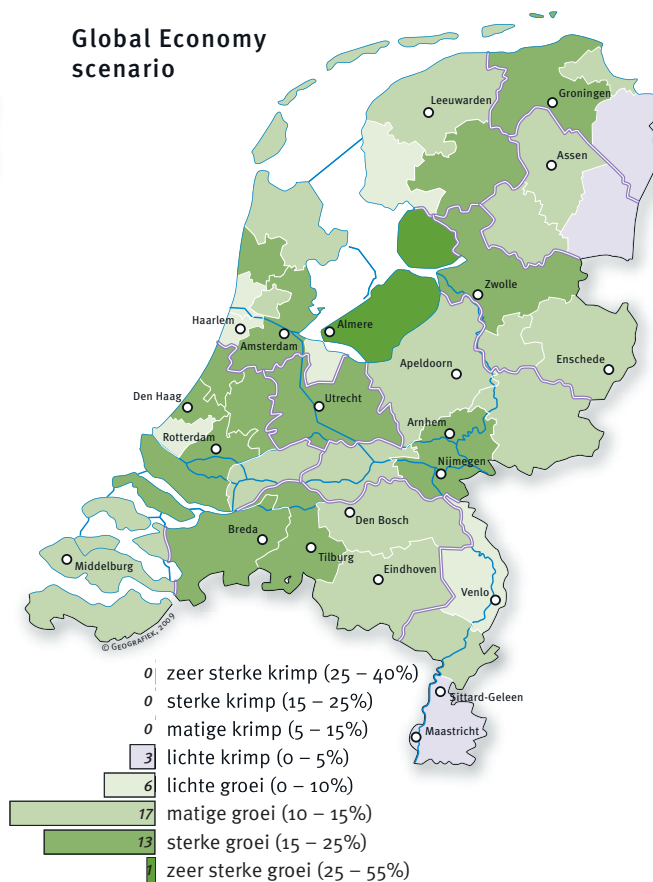 Global Economy
scenario
Leeuwarden
Groningen
Assen
Zwolle
Haarlem
Almere
Amsterdam
Apeldoorn
Enschede
Den Haag
Utrecht
Arnhem
Rotterdam
Nijmegen
Den Bosch
Breda
Tilburg
Middelburg
Eindhoven
Venlo
© Geografiek, 2009
Sittard-Geleen
Maastricht
0 zeer sterke krimp (25 – 40%)
0 sterke krimp (15 – 25%)
0 matige krimp (5 – 15%)
3 lichte krimp (0 – 5%)
6 lichte groei (0 – 10%)
17 matige groei (10 – 15%)
13 sterke groei (15 – 25%)
1 zeer sterke groei (25 – 55%)